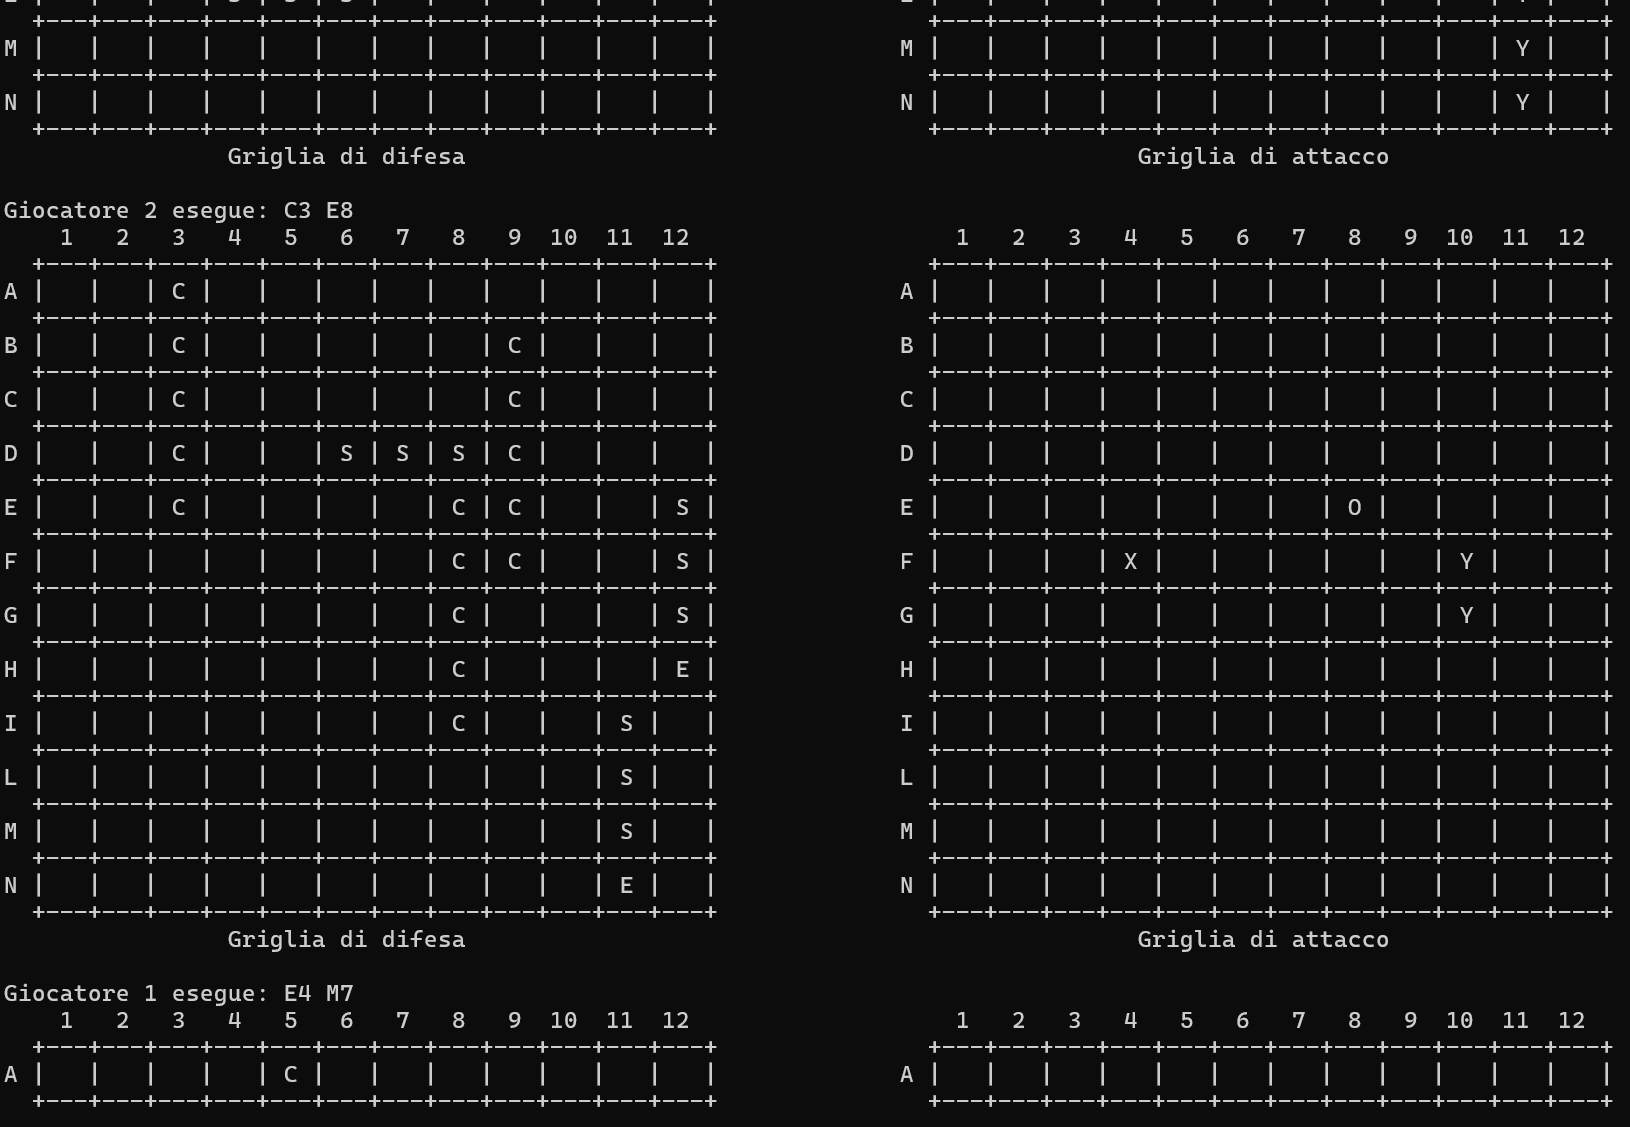 M M Y
N N Y
Griglia di difesa Griglia di attacco
Giocatore 2 esegue: C3 E8
1 2 3 4 5 6 7 8 9 10 11 12 1 2 3 4 5 6 7 8 9 10 11 12
A C A
B C C B
C C C C
D C S S S C D
E C C C S E O
F C C S F X Y
G C S G Y
H C E H
I C S I
L S L
M S M
N E N
Griglia di difesa Griglia di attacco
Giocatore 1 esegue: E4 M7
1 2 3 4 5 6 7 8 9 10 11 12 1 2 3 4 5 6 7 8 9 10 11 12
A C A